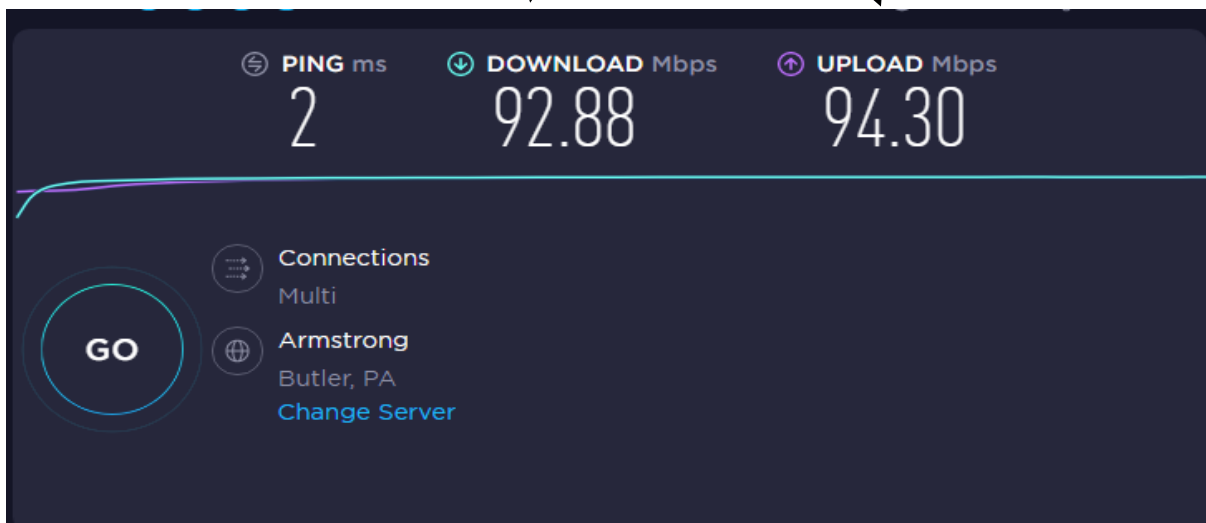 PING ms DOWNLOAD Mbps UPLOAD Mbps
2 92.88 94.30
Connections
Multi
GO
Armstrong
Butler, PA
Change Server